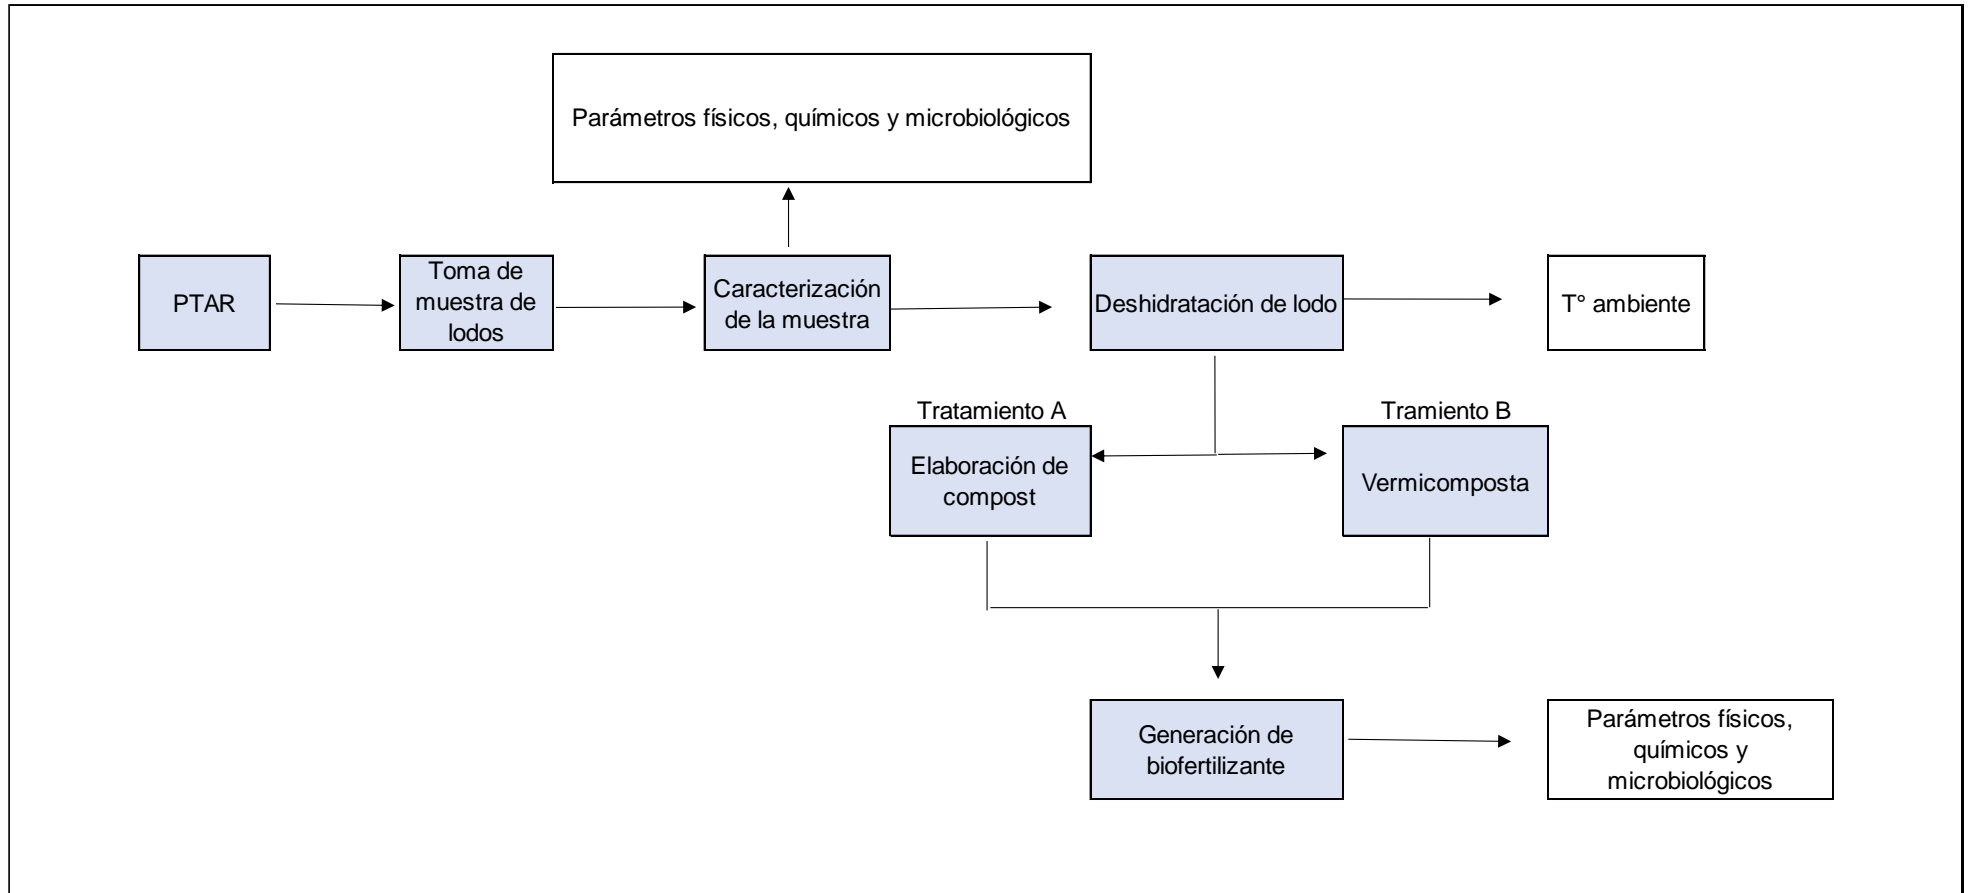 Parámetros físicos, químicos y microbiológicos
PTAR
Toma de
muestra de
lodos
Caracterización
de la muestra
Deshidratación de lodo
T° ambiente
Tratamiento A
Elaboración de
compost
Tramiento B
Vermicomposta
Generación de
biofertilizante
Parámetros físicos,
químicos y
microbiológicos